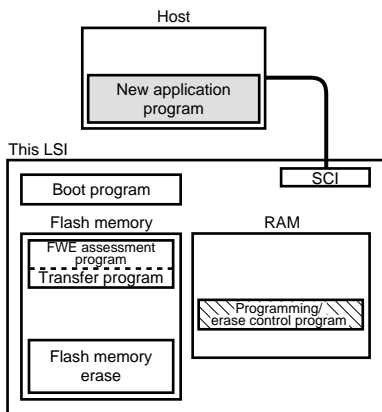 Host
New application
program
This LSI
SCI
Boot program
Flash memory
RAM
FWE assessment
program
Transfer program
Programming/
erase control program
Flash memory
erase